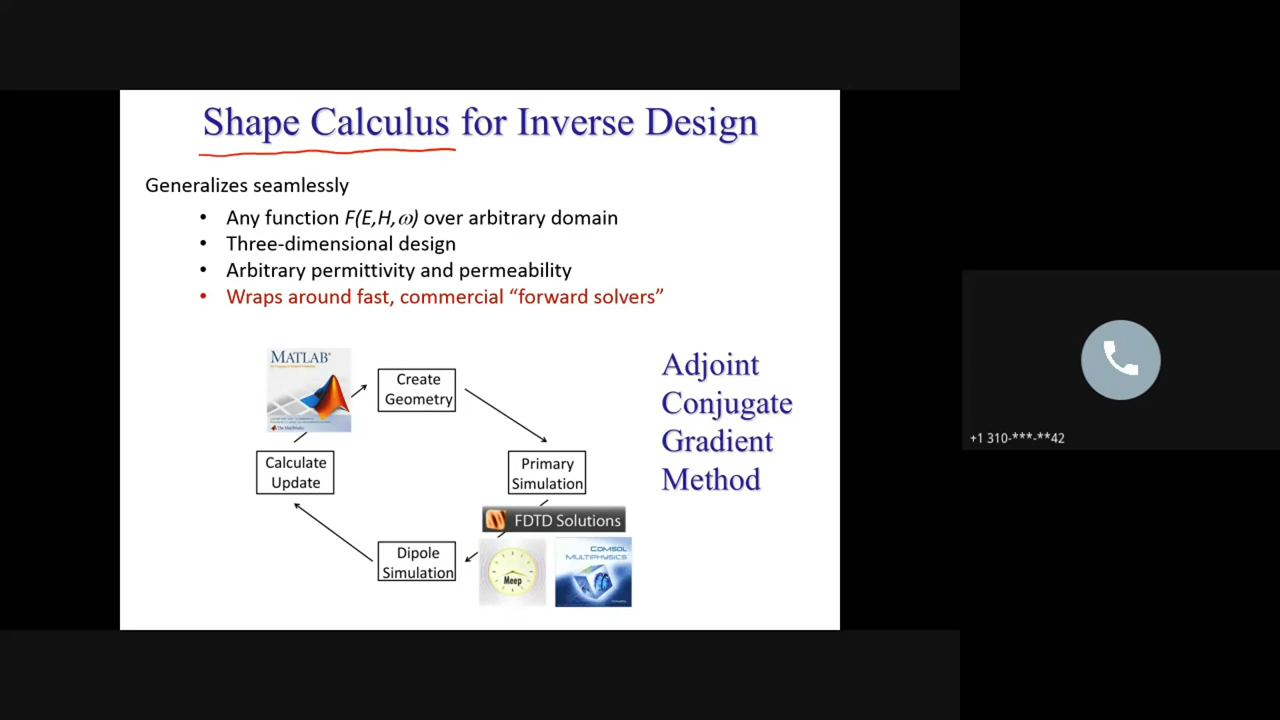 Shape Calculus for Inverse Design
Generalizes seamlessly
• Any function F(E,H,ω) over arbitrary domain
• Three-dimensional design
• Arbitrary permittivity and permeability
• Wraps around fast, commercial “forward solvers”
MATLAB®
The MathWorks
Create
Geometry
Primary
Simulation
FDTD Solutions
Meep
COMSOL
MULTIPHYSICS
Dipole
Simulation
Calculate
Update
Adjoint
Conjugate
Gradient
Method
+1 310-***-**42